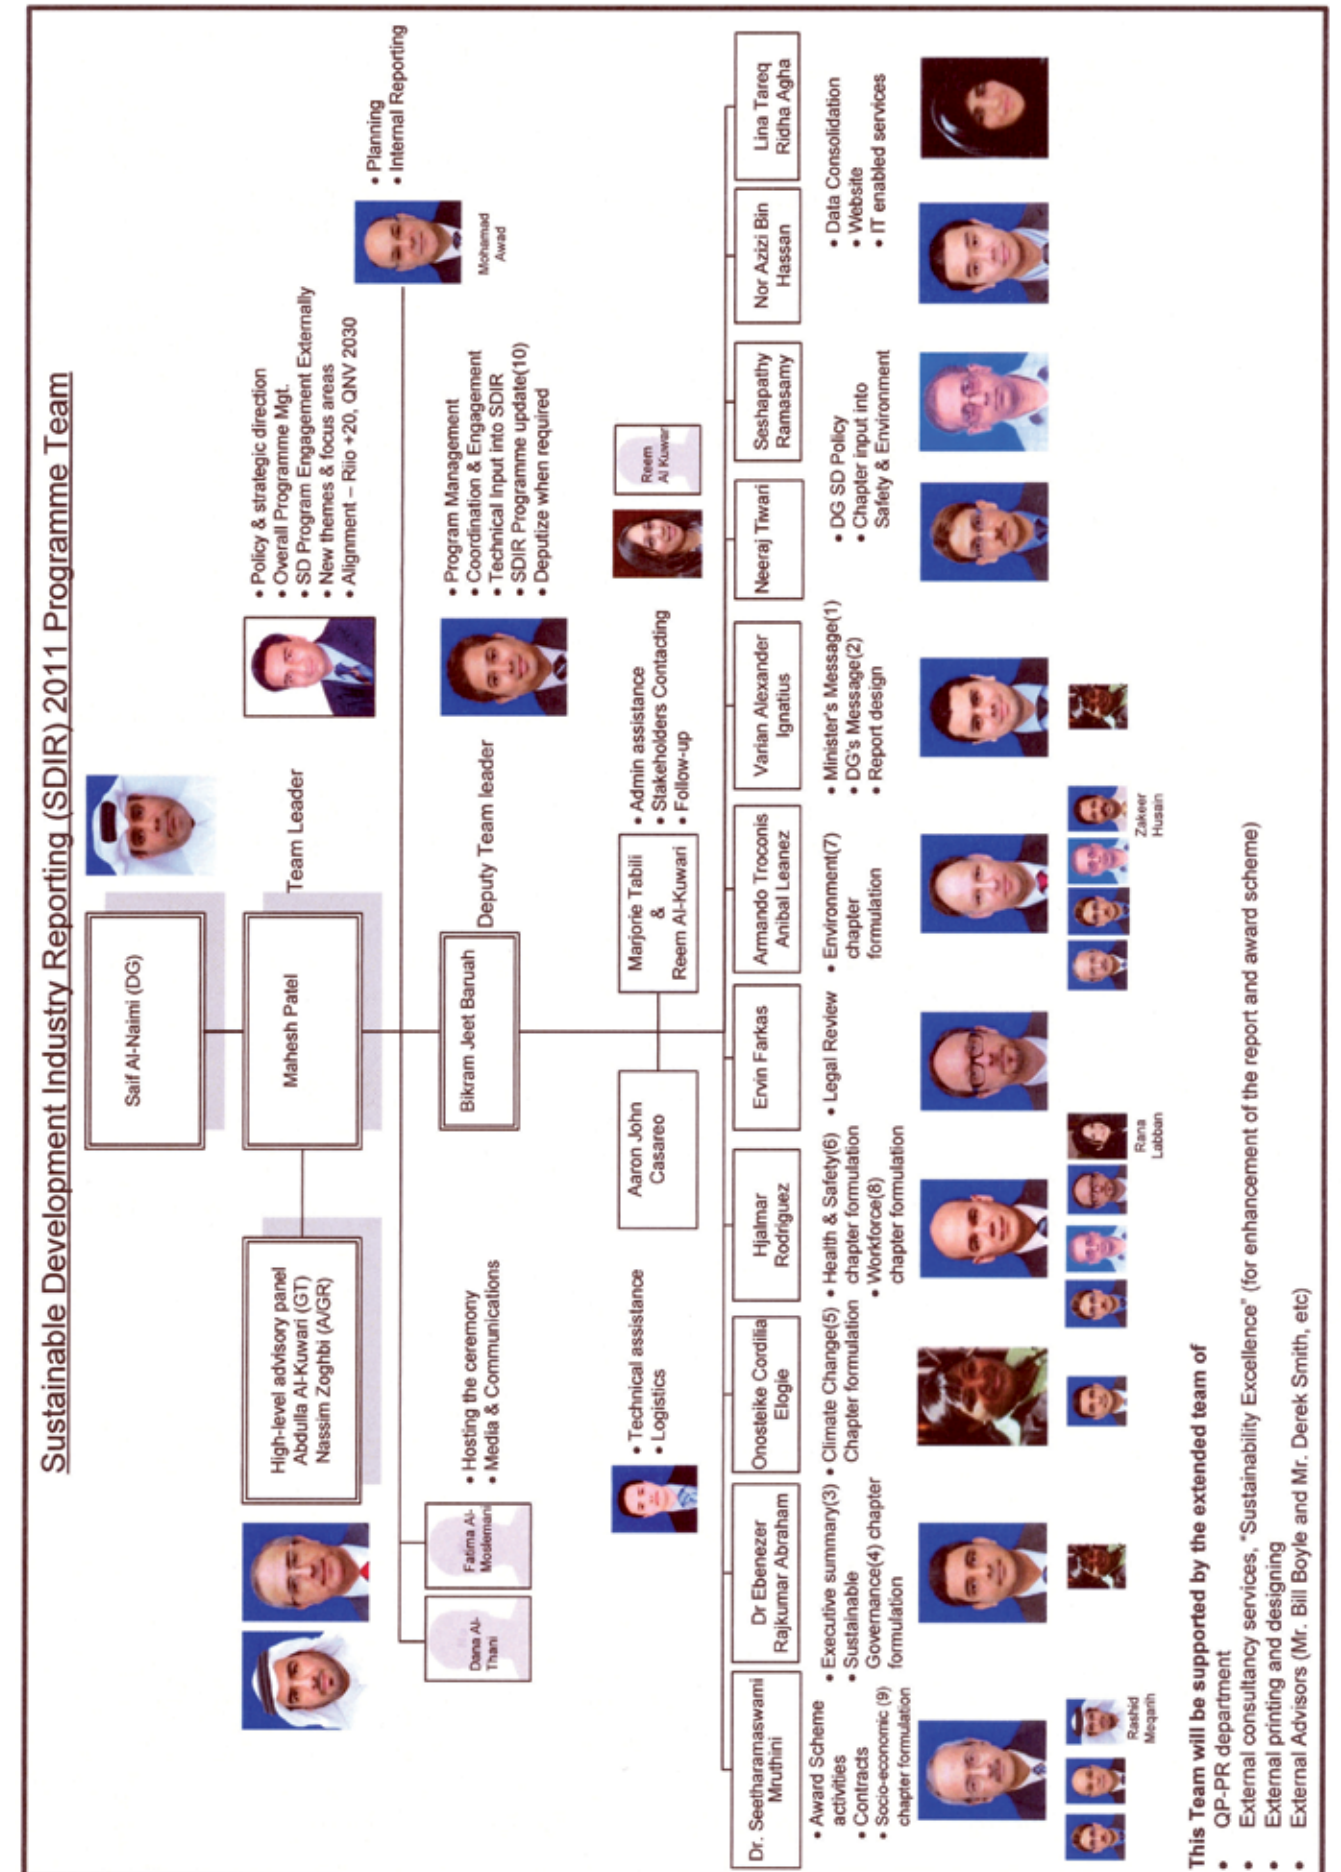 Sustainable Development Industry Reporting (SDIR) 2011 Programme Team
Saif Al-Naimi (DG)
Mahesh Patel
Team Leader
• Policy & strategic direction
• Overall Programme Mgt.
• SD Program Engagement Externally
• New themes & focus areas
• Alignment – Riio +20, QNV 2030
High-level advisory panel
Abdulla Al-Kuwari (GT)
Nassim Zoghbi (A/GR)
• Planning
• Internal Reporting
Mohamad
Awad
Dana Al-
Thani
Fatima Al-
Moslemani
• Hosting the ceremony
• Media & Communications
Bikram Jeet Baruah
Deputy Team leader
• Program Management
• Coordination & Engagement
• Technical Input into SDIR
• SDIR Programme update(10)
• Deputize when required
• Technical assistance
• Logistics
Aaron John
Casareo
Marjorie Tabili
&
Reem Al-Kuwari
• Admin assistance
• Stakeholders Contacting
• Follow-up
Reem
Al Kuwari
Dr. Seetharamaswami
Mruthini
• Award Scheme
activities
• Contracts
• Socio-economic (9)
chapter formulation
Rashid
Meqarih
Dr Ebenezer
Rajkumar Abraham
• Executive summary(3)
• Sustainable
Governance(4) chapter
formulation
Onosteike Cordilia
Elogie
• Climate Change(5)
Chapter formulation
Hjalmar
Rodriguez
• Health & Safety(6)
chapter formulation
• Workforce(8)
chapter formulation
Rana
Labban
Ervin Farkas
• Legal Review
Armando Troconis
Anibal Leanez
• Environment(7)
chapter
formulation
Zakeer
Husain
Varian Alexander
Ignatius
• Minister's Message(1)
• DG's Message(2)
• Report design
Neeraj Tiwari
Seshapathy
Ramasamy
• DG SD Policy
• Chapter input into
Safety & Environment
Nor Azizi Bin
Hassan
Lina Tareq
Ridha Agha
• Data Consolidation
• Website
• IT enabled services
This Team will be supported by the extended team of
• QP-PR department
• External consultancy services, "Sustainability Excellence" (for enhancement of the report and award scheme)
• External printing and designing
• External Advisors (Mr. Bill Boyle and Mr. Derek Smith, etc)